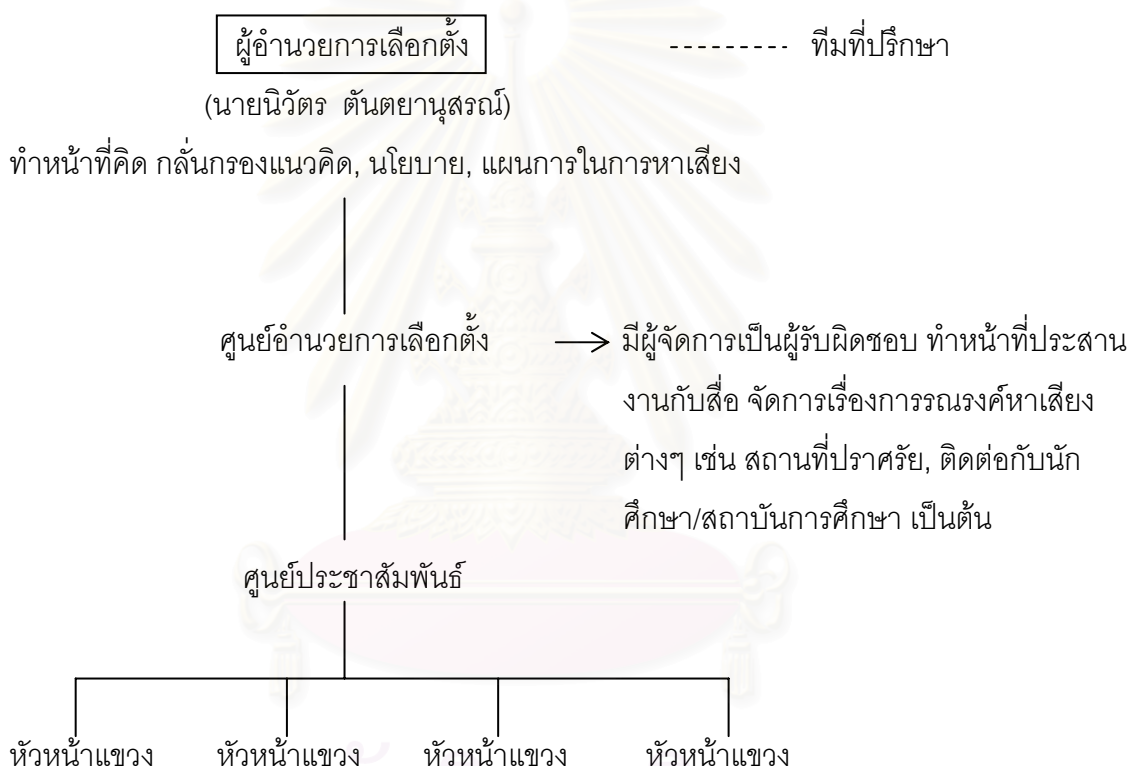 ผู้อำนวยการเลือกตั้ง ทีมที่ปรึกษา
(นายนิวัตร ตันตยานุสรณ์)
ทำหน้าที่คิด กลั่นกรองแนวคิด, นโยบาย, แผนการในการหาเสียง
ศูนย์อำนวยการเลือกตั้ง มีผู้จัดการเป็นผู้รับผิดชอบ ทำหน้าที่ประสาน
งานกับสื่อ จัดการเรื่องการรณรงค์หาเสียง
ต่างๆ เช่น สถานที่ปราศรัย, ติดต่อกับนัก
ศึกษา/สถาบันการศึกษา เป็นต้น
ศูนย์ประชาสัมพันธ์
หัวหน้าแขวง หัวหน้าแขวง หัวหน้าแขวง หัวหน้าแขวง